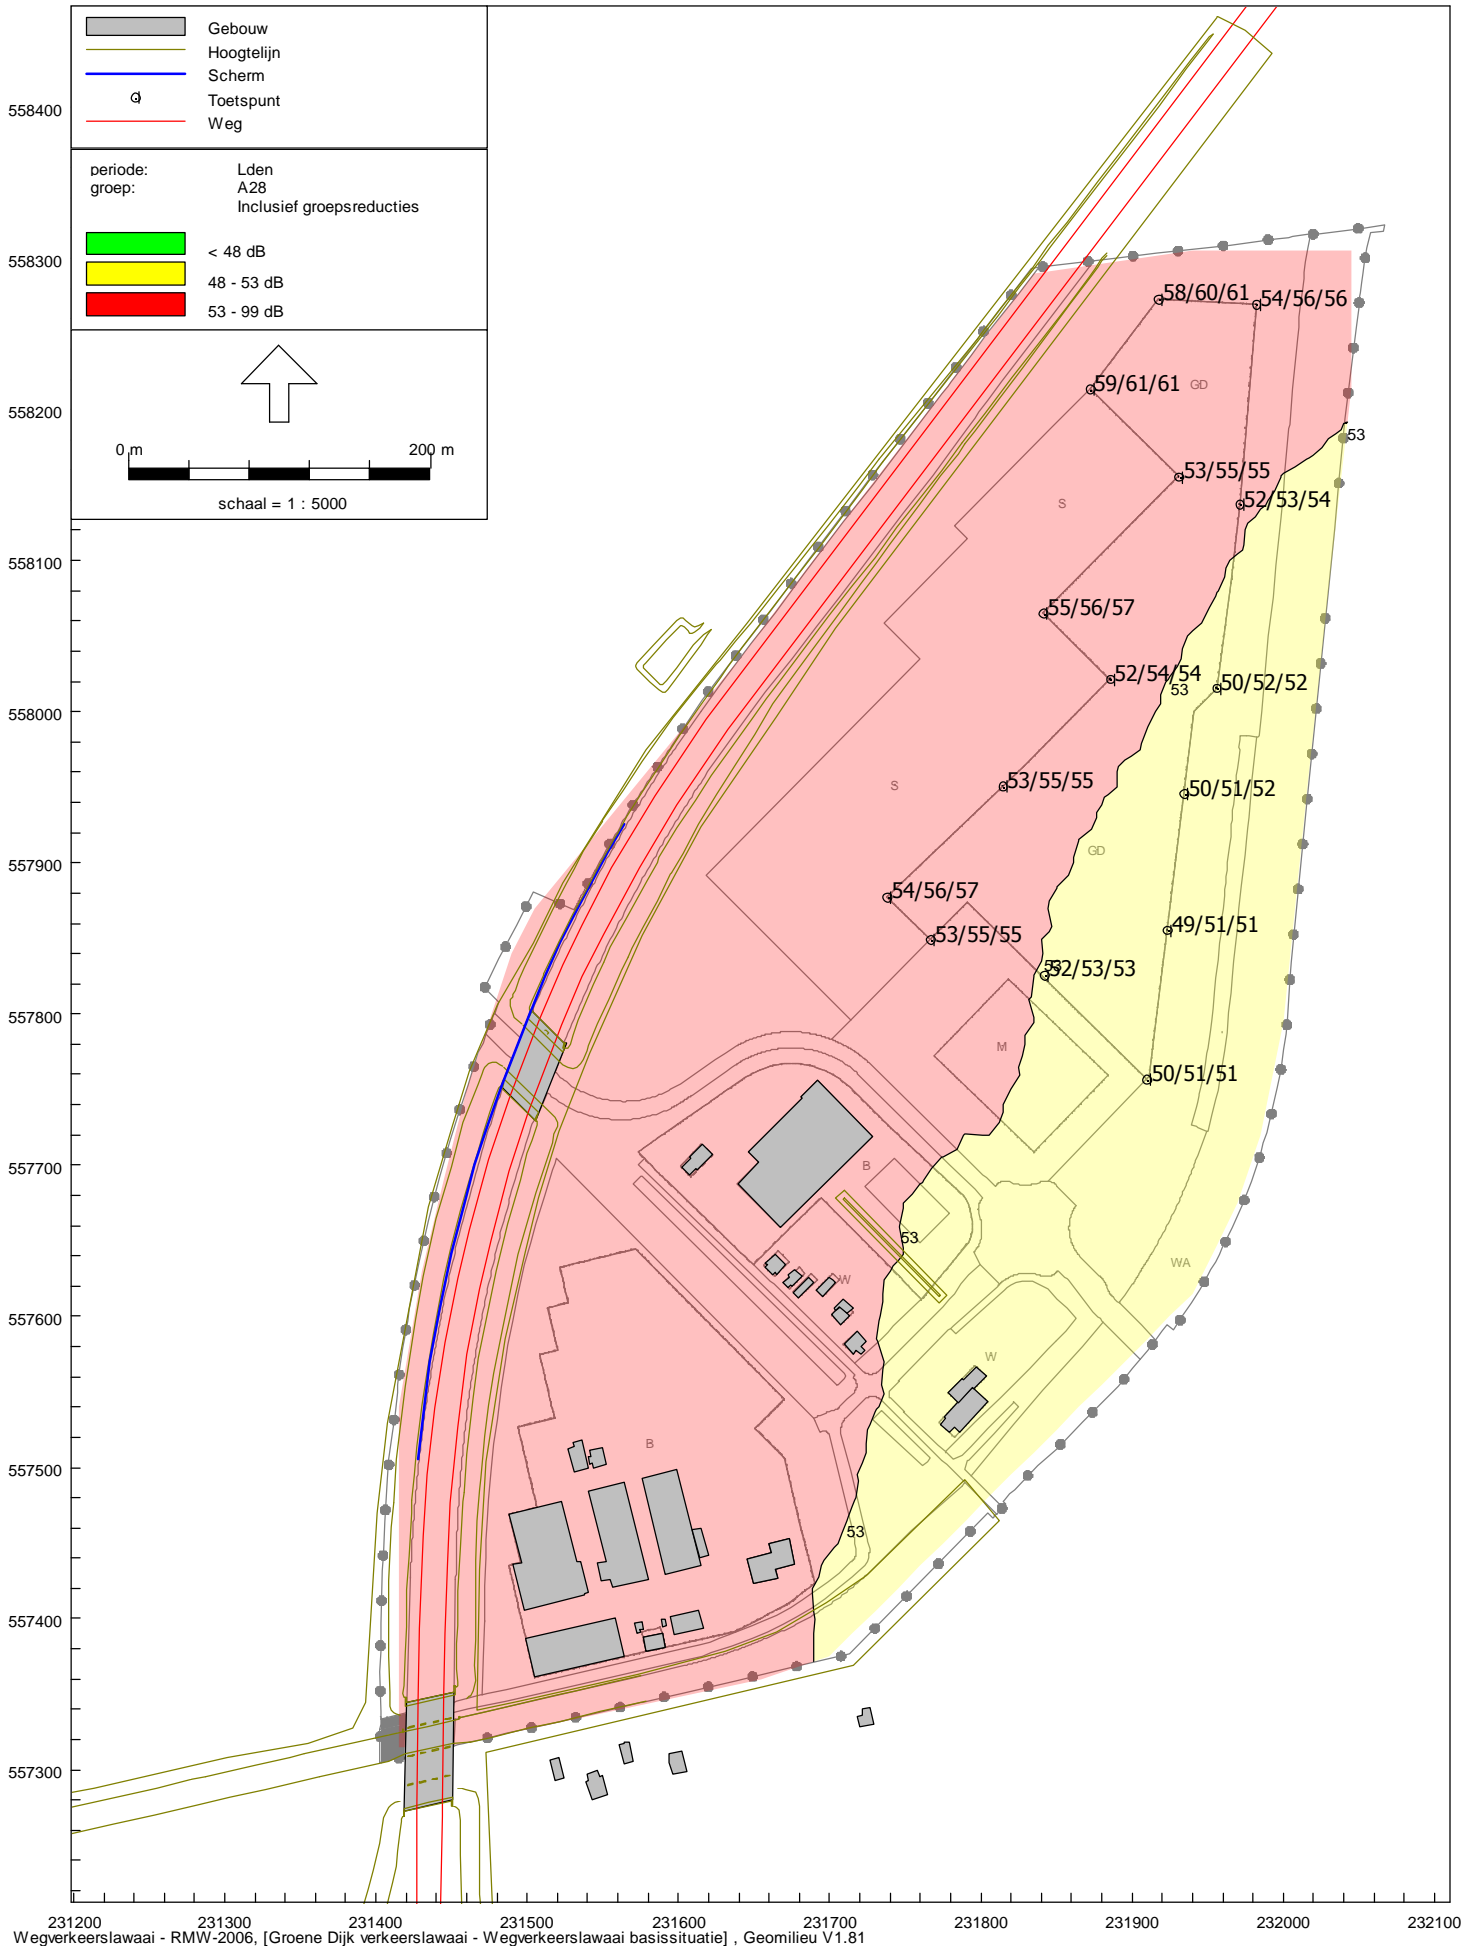 Gebouw
Hoogtelijn
Scherm
Toetspunt
Weg
periode: Lden
groep: A28
Inclusief groepsreducties
< 48 dB
48 - 53 dB
53 - 99 dB
0 m 200 m
schaal = 1 : 5000
558400
558300
558200
558100
558000
557900
557800
557700
557600
557500
557400
557300
58/60/61
54/56/56
59/61/61
GD
53
53/55/55
52/53/54
S
55/56/57
52/54/54
53
50/52/52
53/55/55
50/51/52
S
GD
54/56/57
53/55/55
49/51/51
53
52/53/53
M
50/51/51
B
53
W
WA
W
B
53
231200 231300 231400 231500 231600 231700 231800 231900 232000 232100
Wegverkeerslawaai - RMW-2006, [Groene Dijk verkeerslawaai - Wegverkeerslawaai basissituatie] , Geomilieu V1.81